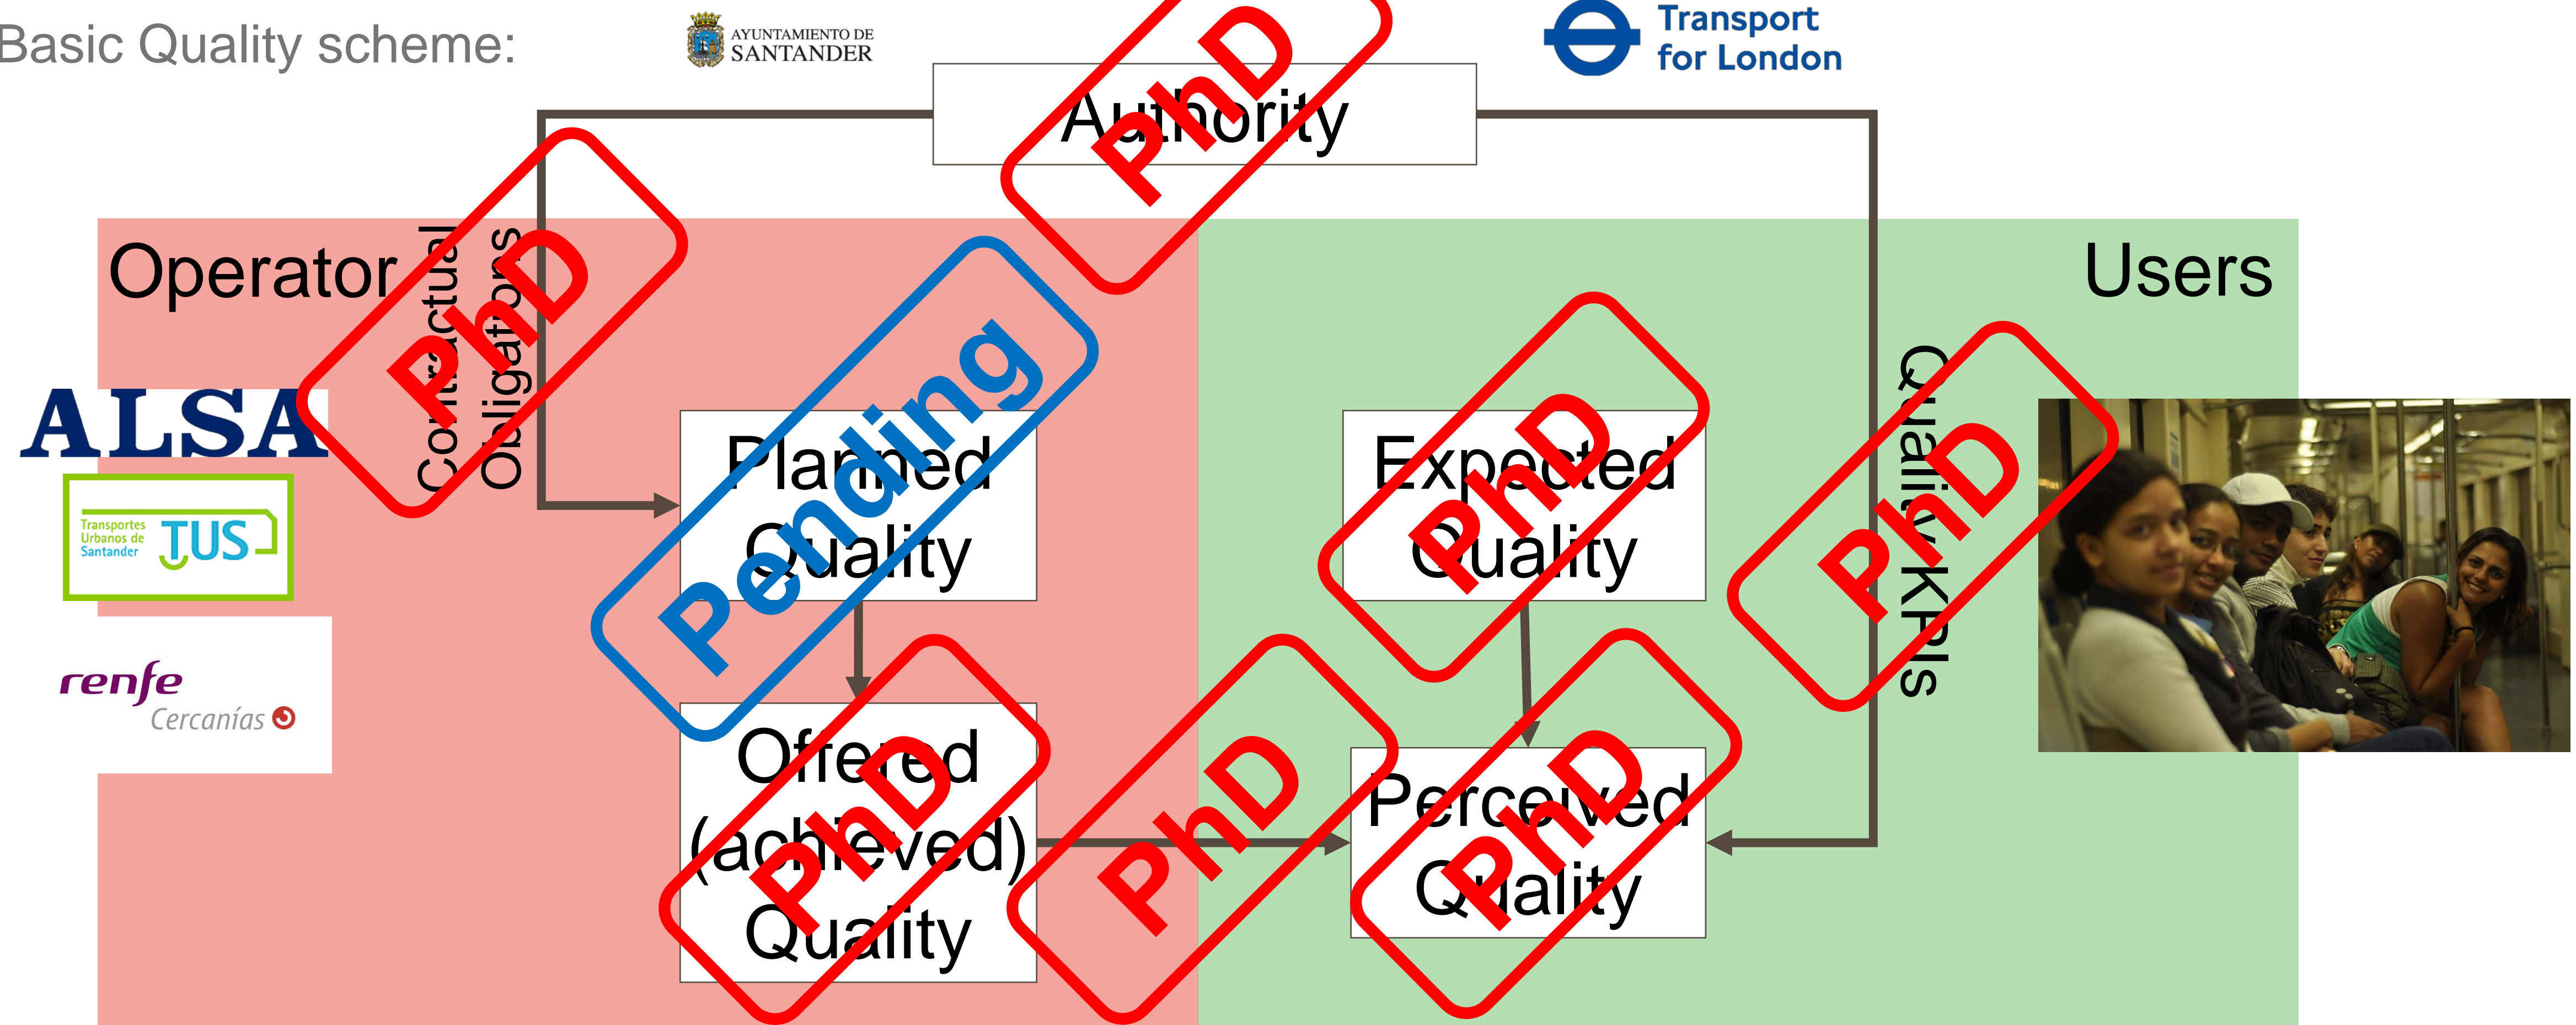 Basic Quality scheme:
AYUNTAMIENTO DE
SANTANDER
Transport
for London
Authority
PhD
Operator
Contractual
Obligations
PhD
Users
Quality KPIs
PhD
ALSA
Transportes
Urbanos de
Santander
TUS
renfe
Cercanías
Planned
Quality
Pending
Expected
Quality
PhD
Offered
(achieved)
Quality
PhD
PhD
Perceived
Quality
PhD